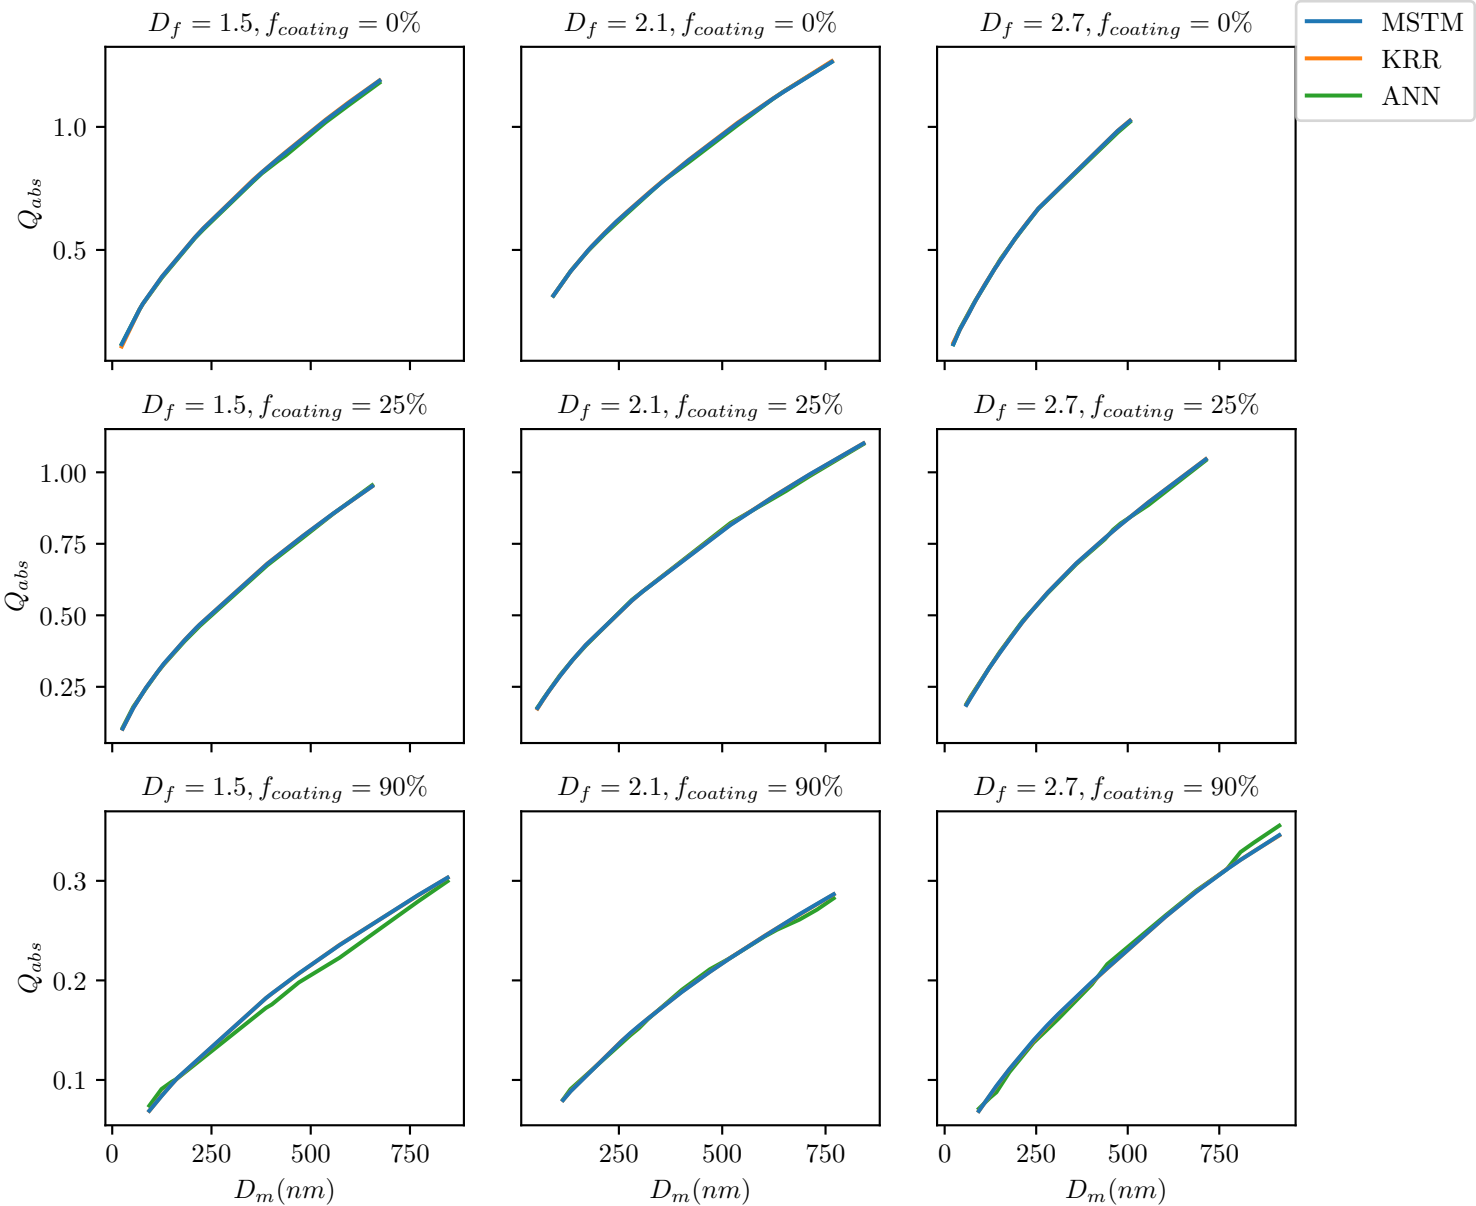 D_f = 1.5, f_coating = 0%
D_f = 2.1, f_coating = 0%
D_f = 2.7, f_coating = 0%
MSTM
KRR
ANN
1.0
0.5
Q_abs
D_f = 1.5, f_coating = 25%
D_f = 2.1, f_coating = 25%
D_f = 2.7, f_coating = 25%
1.00
0.75
0.50
0.25
Q_abs
D_f = 1.5, f_coating = 90%
D_f = 2.1, f_coating = 90%
D_f = 2.7, f_coating = 90%
0.3
0.2
0.1
Q_abs
0 250 500 750
250 500 750
0 250 500 750
D_m(nm)
D_m(nm)
D_m(nm)